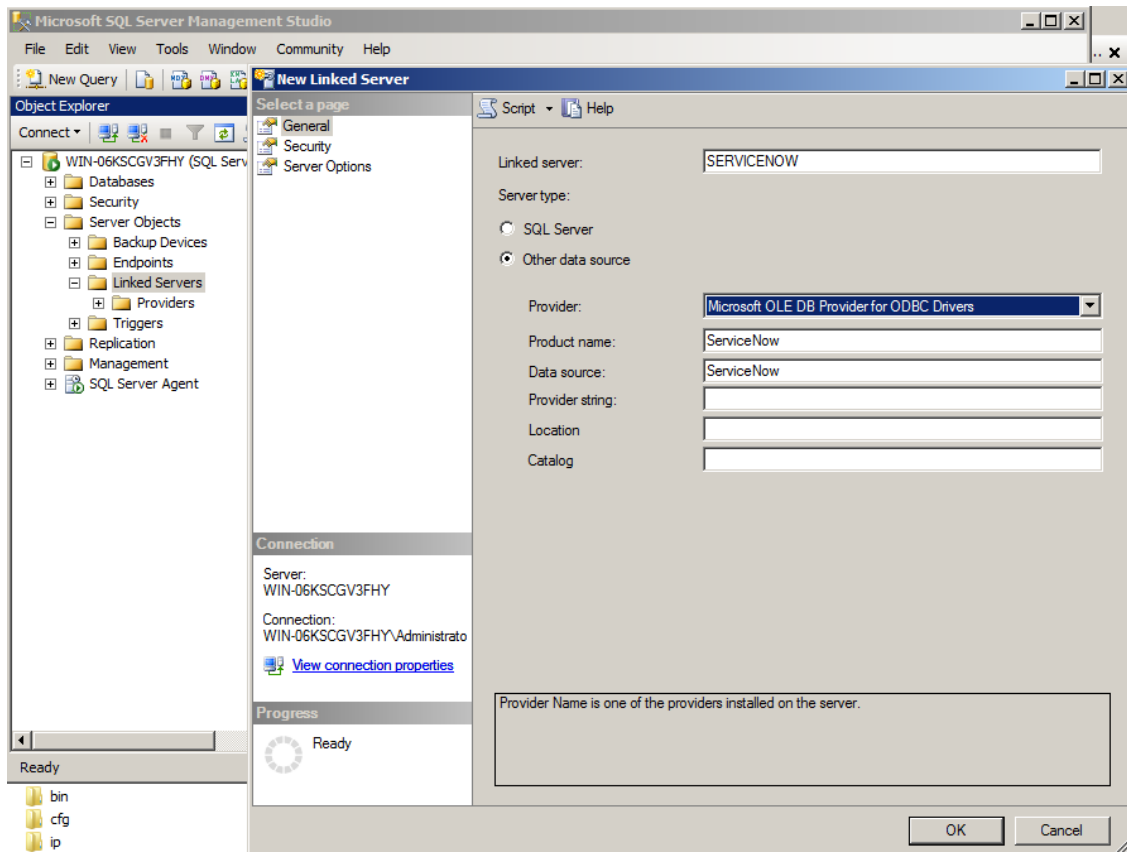 Microsoft SQL Server Management Studio
File Edit View Tools Window Community Help
New Query
Object Explorer
Connect
WIN-06KSCGV3FHY (SQL Serv
Databases
Security
Server Objects
Backup Devices
Endpoints
Linked Servers
Providers
Triggers
Replication
Management
SQL Server Agent
Ready
bin
cfg
ip
New Linked Server
Select a page
General
Security
Server Options
Connection
Server:
WIN-06KSCGV3FHY
Connection:
WIN-06KSCGV3FHY\Administrato
View connection properties
Progress
Ready
Script Help
Linked server: SERVICENOW
Server type:
SQL Server
Other data source
Provider: Microsoft OLE DB Provider for ODBC Drivers
Product name: ServiceNow
Data source: ServiceNow
Provider string:
Location
Catalog
Provider Name is one of the providers installed on the server.
OK Cancel